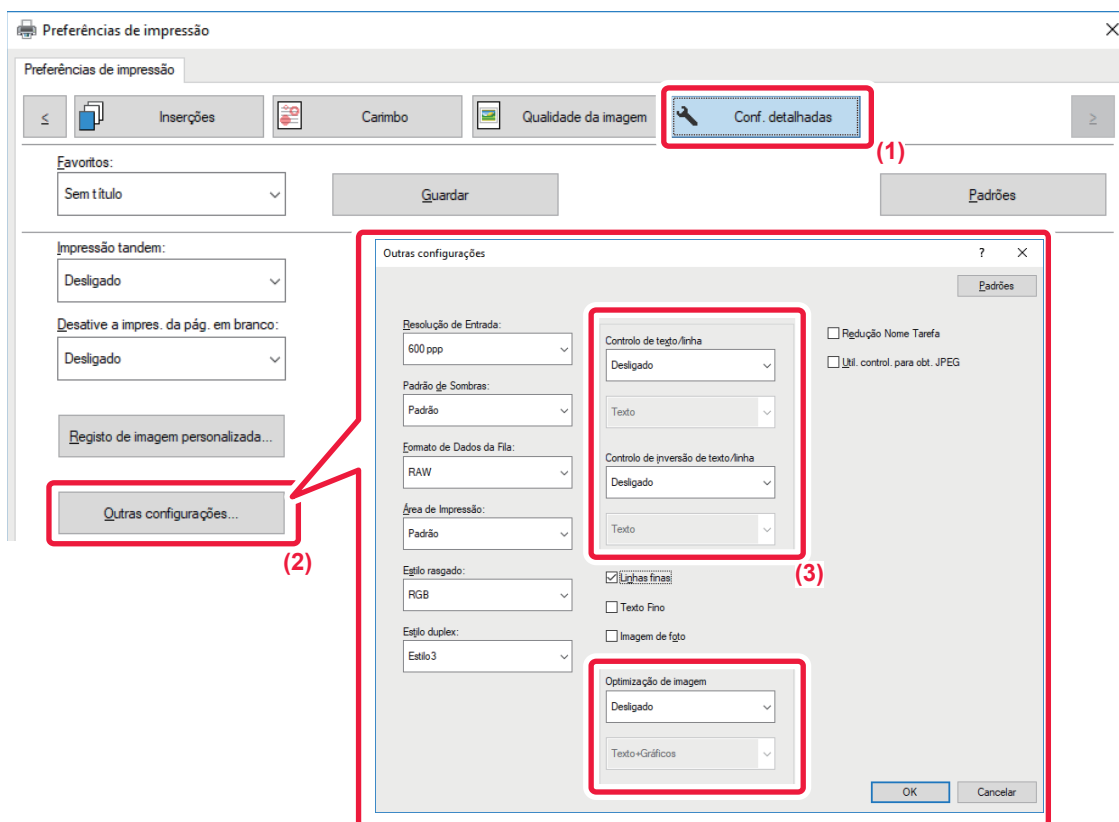 Preferências de impressão
Preferências de impressão
< Inserções Carimbo Qualidade da imagem Conf. detalhadas >
(1)
Favoritos:
Sem título Guardar Padrões
Impressão tandem:
Desligado
Desative a impres. da pág. em branco:
Desligado
Registo de imagem personalizada...
Outras configurações...
(2)
Outras configurações ?
Padrões
Resolução de Entrada:
600 ppp
Padrão de Sombras:
Padrão
Formato de Dados da Fila:
RAW
Área de Impressão:
Padrão
Estilo rasgado:
RGB
Estilo duplex:
Estilo3
Controlo de texto/linha
Desligado
Texto
Controlo de inversão de texto/linha
Desligado
Texto
(3)
Linhas finas
Texto Fino
Imagem de foto
Optimização de imagem
Desligado
Texto+Gráficos
Redução Nome Tarefa
Util. control. para obt. JPEG
OK Cancelar